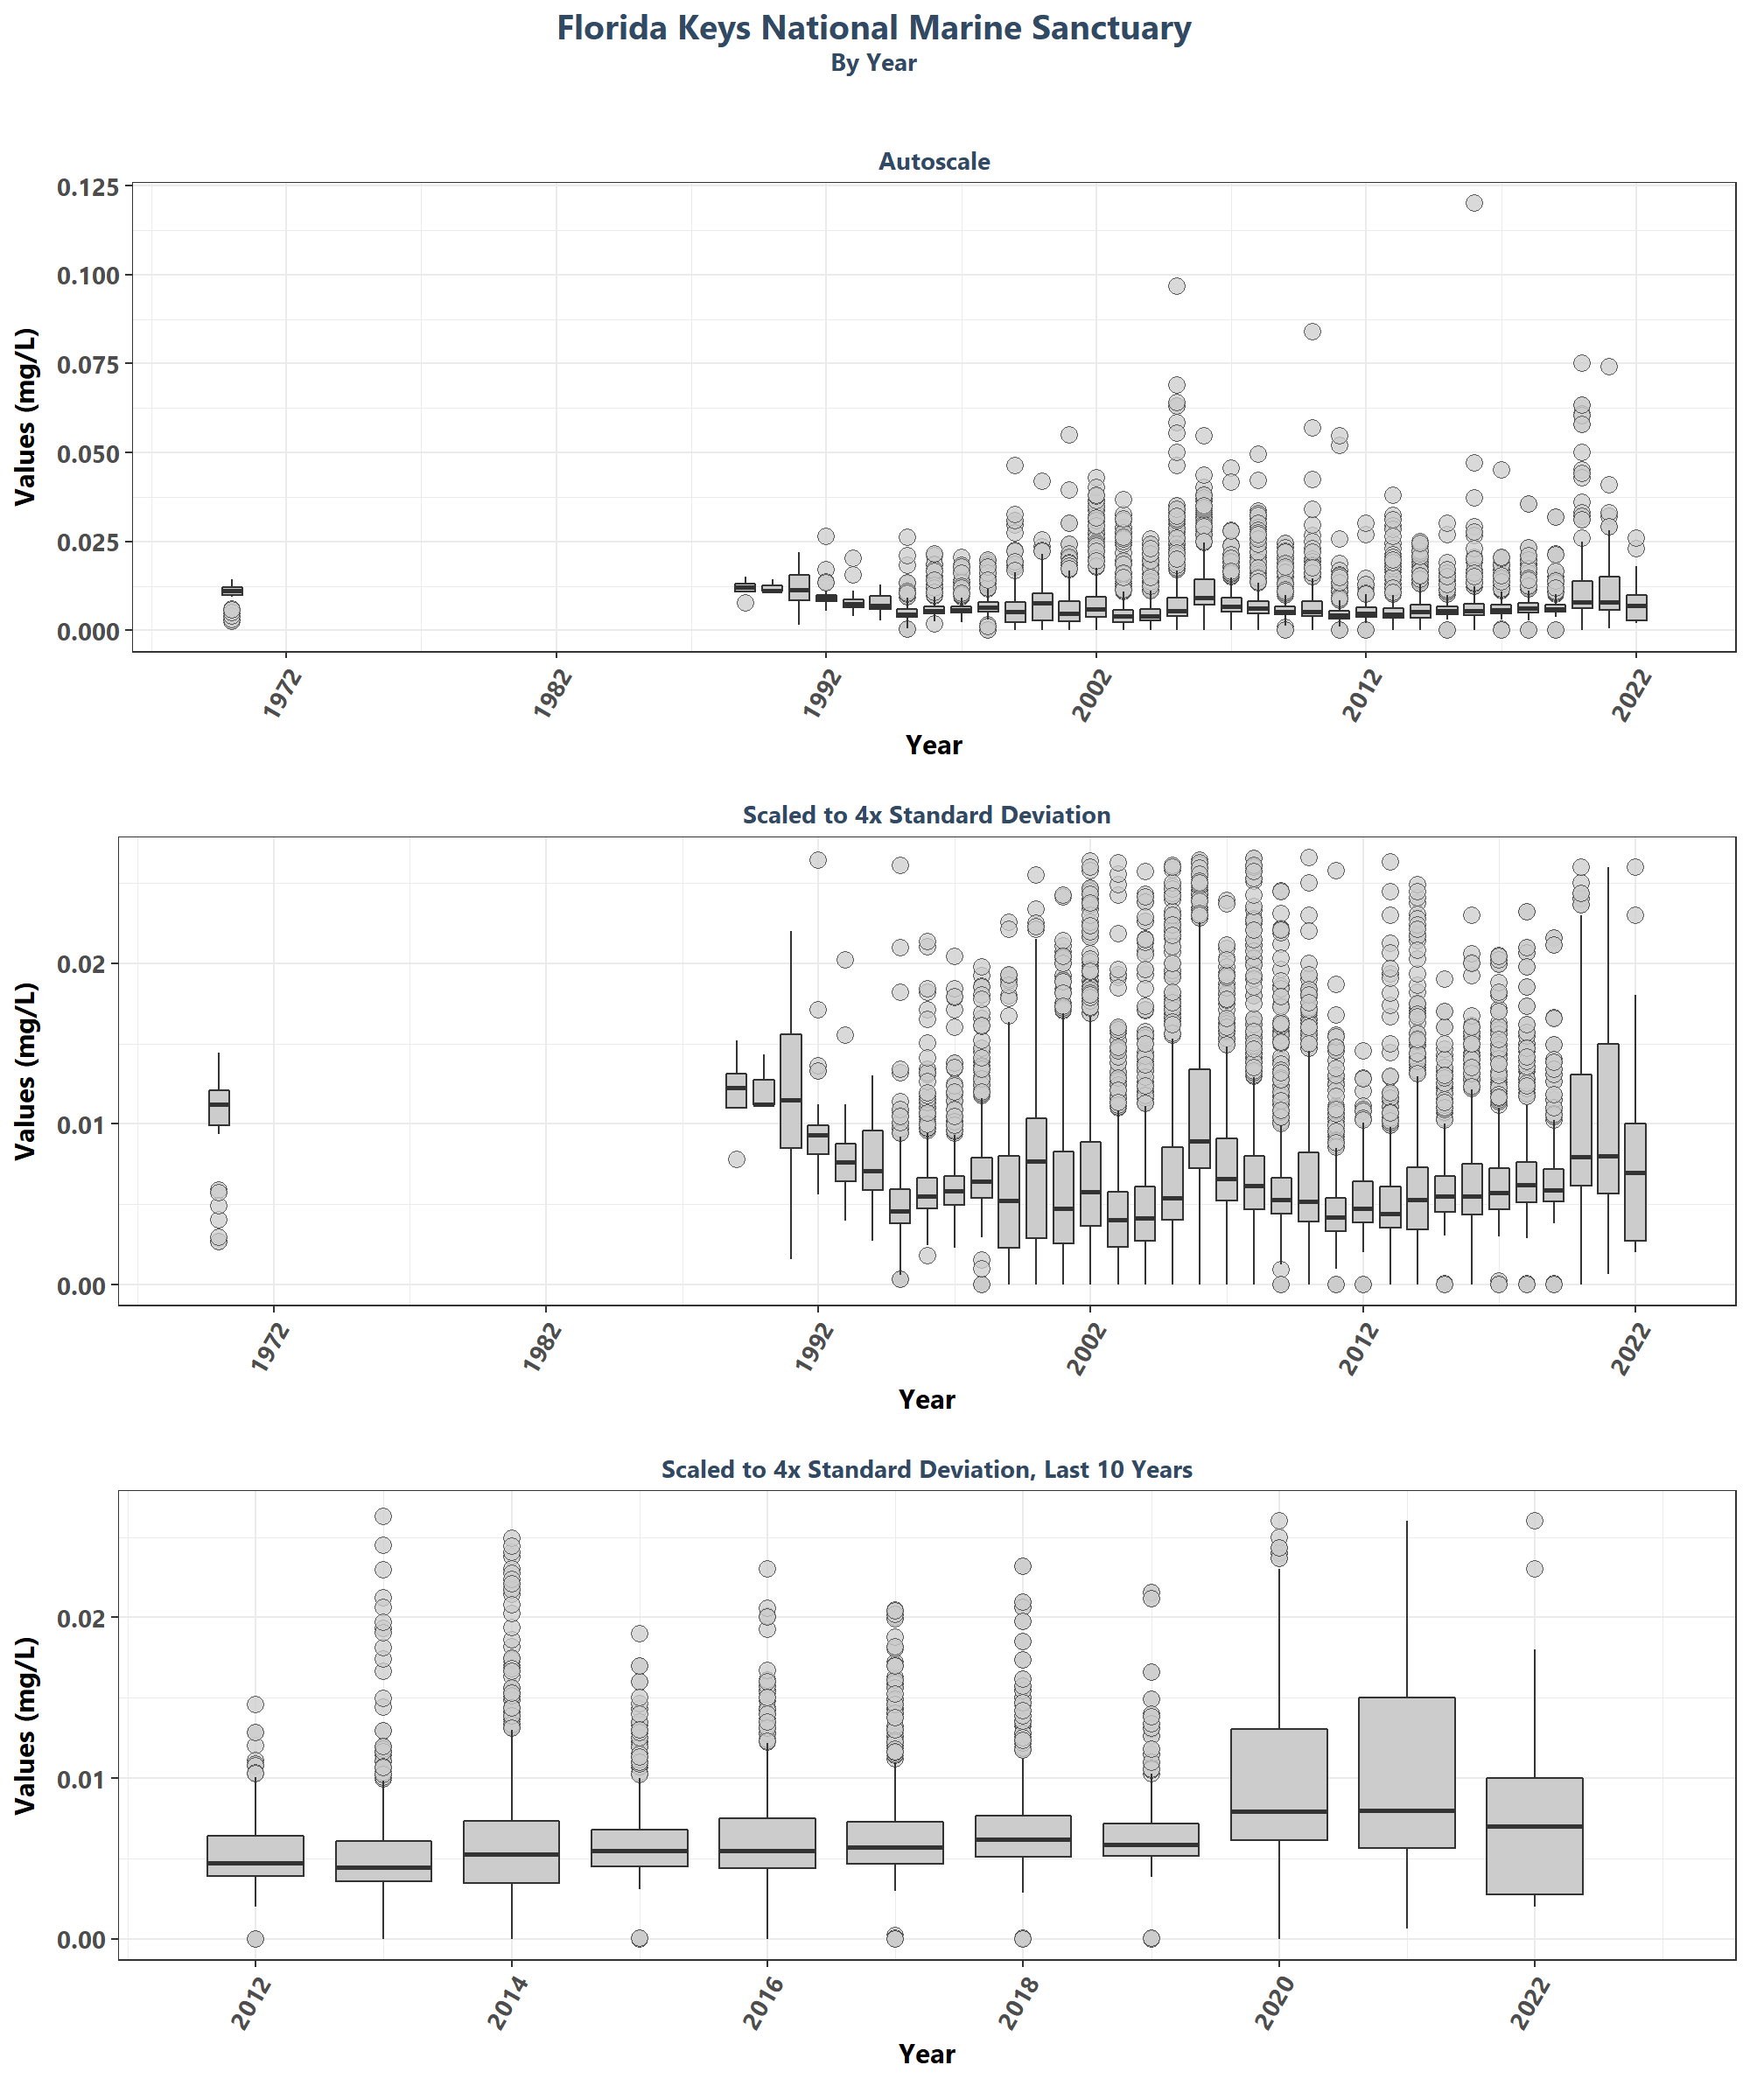 Florida Keys National Marine Sanctuary
By Year
Autoscale
Values (mg/L)
0.125
0.100
0.075
0.050
0.025
0.000
1972
1982
1992
2002
2012
2022
Year
Scaled to 4x Standard Deviation
Values (mg/L)
0.02
0.01
0.00
1972
1982
1992
2002
2012
2022
Year
Scaled to 4x Standard Deviation, Last 10 Years
Values (mg/L)
0.02
0.01
0.00
2012
2014
2016
2018
2020
2022
Year